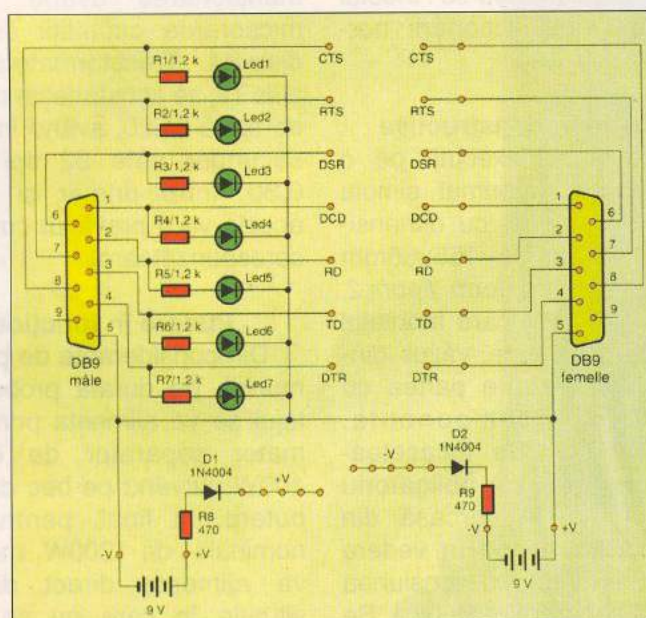 CTS
CTS
R1/1,2 k
Led1
RTS
RTS
R2/1,2 k
Led2
DSR
DSR
R3/1,2 k
Led3
DCD
DCD
R4/1,2 k
Led4
RD
RD
R5/1,2 k
Led5
TD
TD
R6/1,2 k
Led6
DTR
DTR
R7/1,2 k
Led7
1
2
3
4
5
6
7
8
9
DB9
mâle
1
2
3
4
5
6
7
8
9
DB9
femelle
D1
1N4004
+V
R8
470
-V
+V
9 V
D2
1N4004
-V
R9
470
-V
+V
9 V